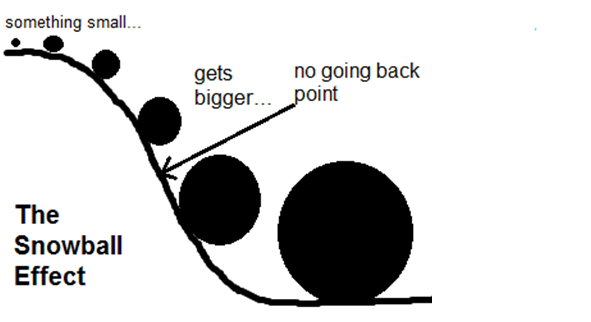 something small...
gets
bigger...
no going back
point
The
Snowball
Effect